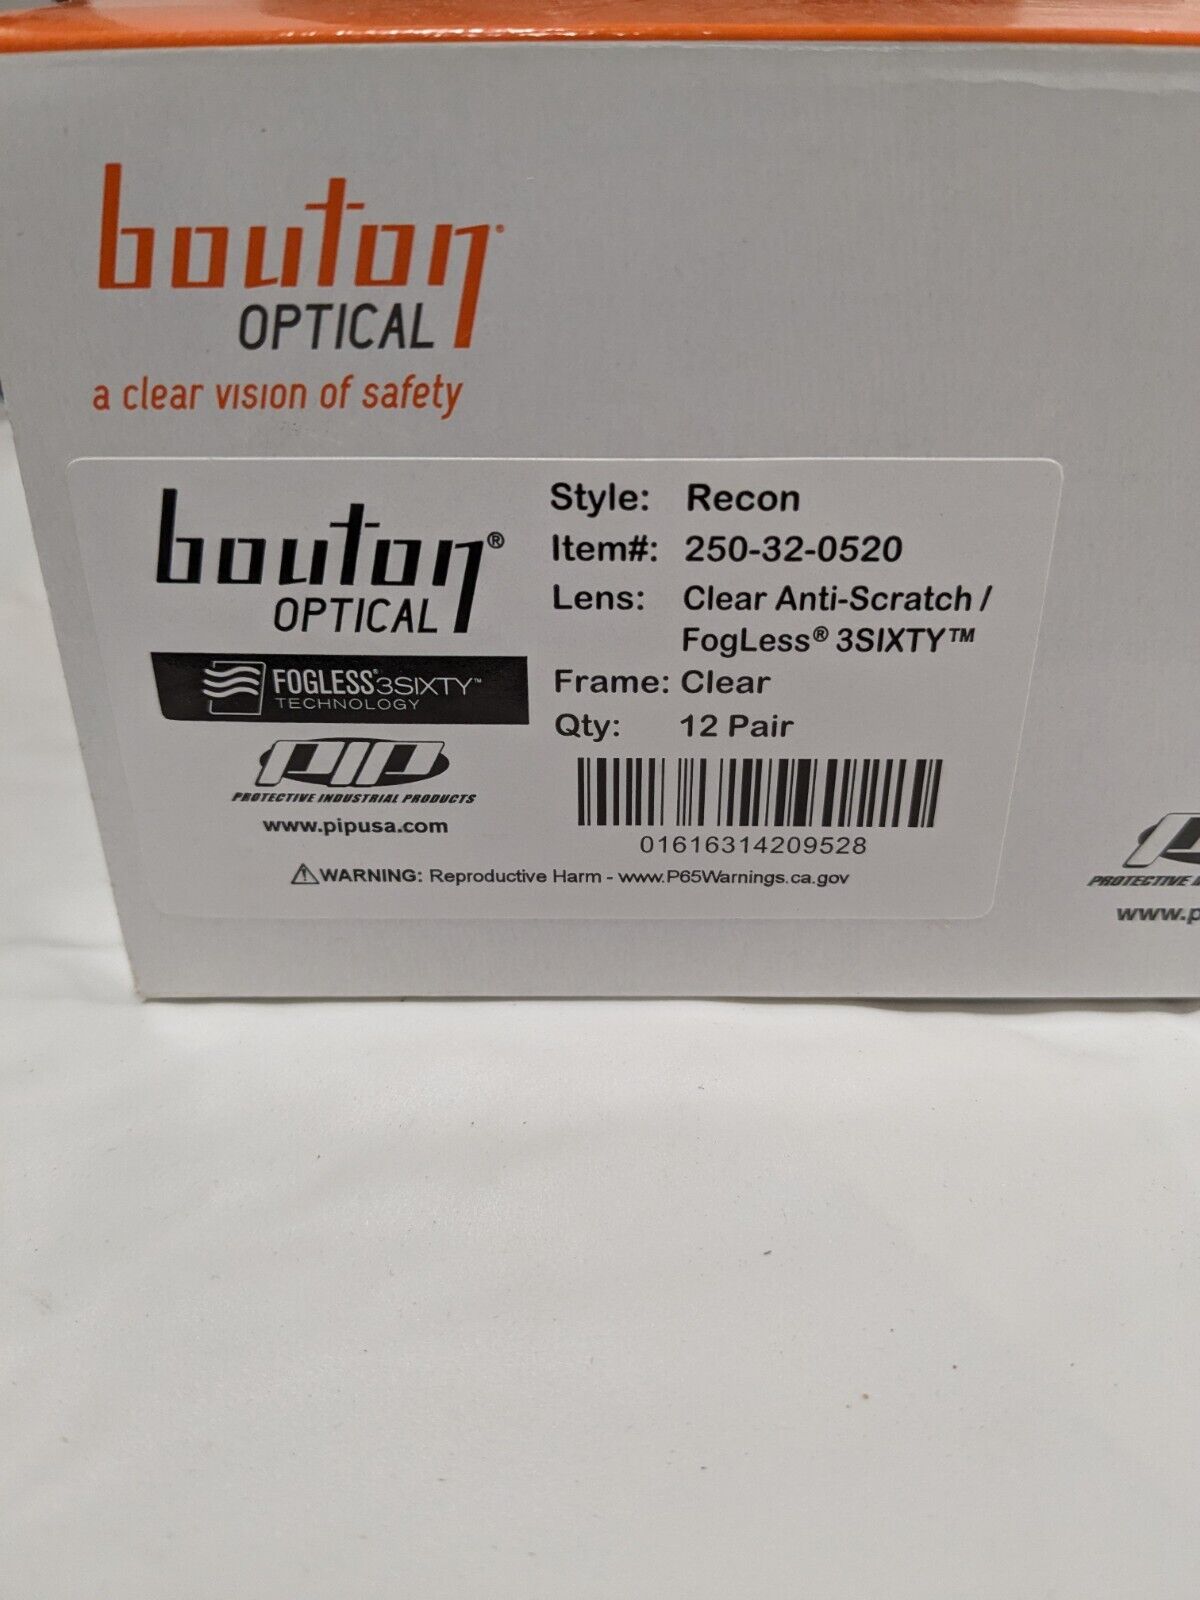 bouton®
OPTICAL
a clear vision of safety
bouton®
OPTICAL
FOGLESS®3SIXTY™
TECHNOLOGY
PIP
PROTECTIVE INDUSTRIAL PRODUCTS
www.pipusa.com
Style: Recon
Item#: 250-32-0520
Lens: Clear Anti-Scratch /
FogLess® 3SIXTY™
Frame: Clear
Qty: 12 Pair
01616314209528
⚠WARNING: Reproductive Harm - www.P65Warnings.ca.gov
PROTECTIVE
www.p